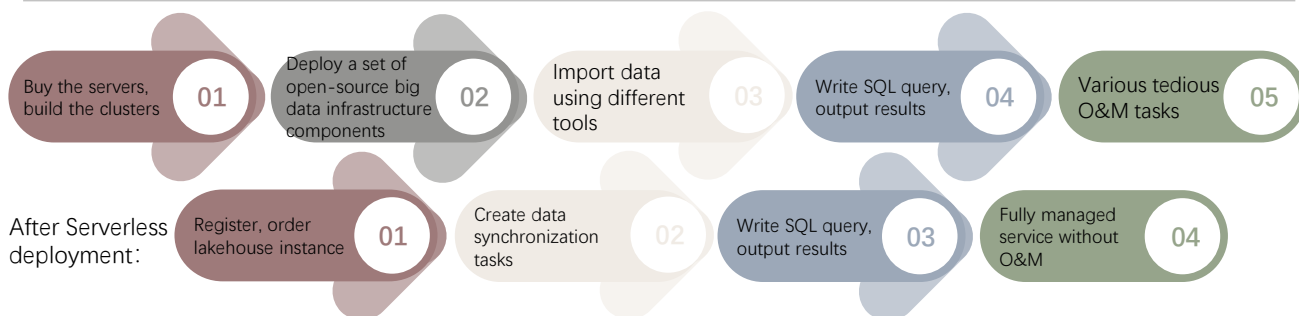 Buy the servers,
build the clusters
01
Deploy a set of
open-source big
data infrastructure
components
02
Import data
using different
tools
03
Write SQL query,
output results
04
Various tedious
O&M tasks
05
After Serverless
deployment:
Register, order
lakehouse instance
01
Create data
synchronization
tasks
02
Write SQL query,
output results
03
Fully managed
service without
O&M
04